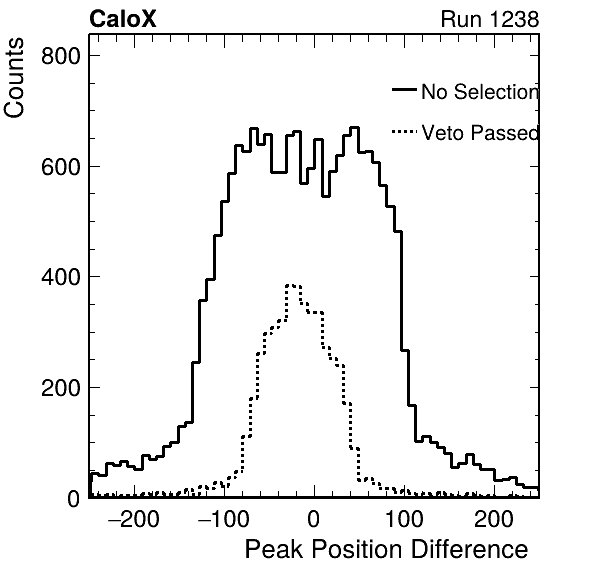 CaloX Run 1238
Counts
800
600
400
200
0
No Selection
Veto Passed
−200 −100 0 100 200
Peak Position Difference